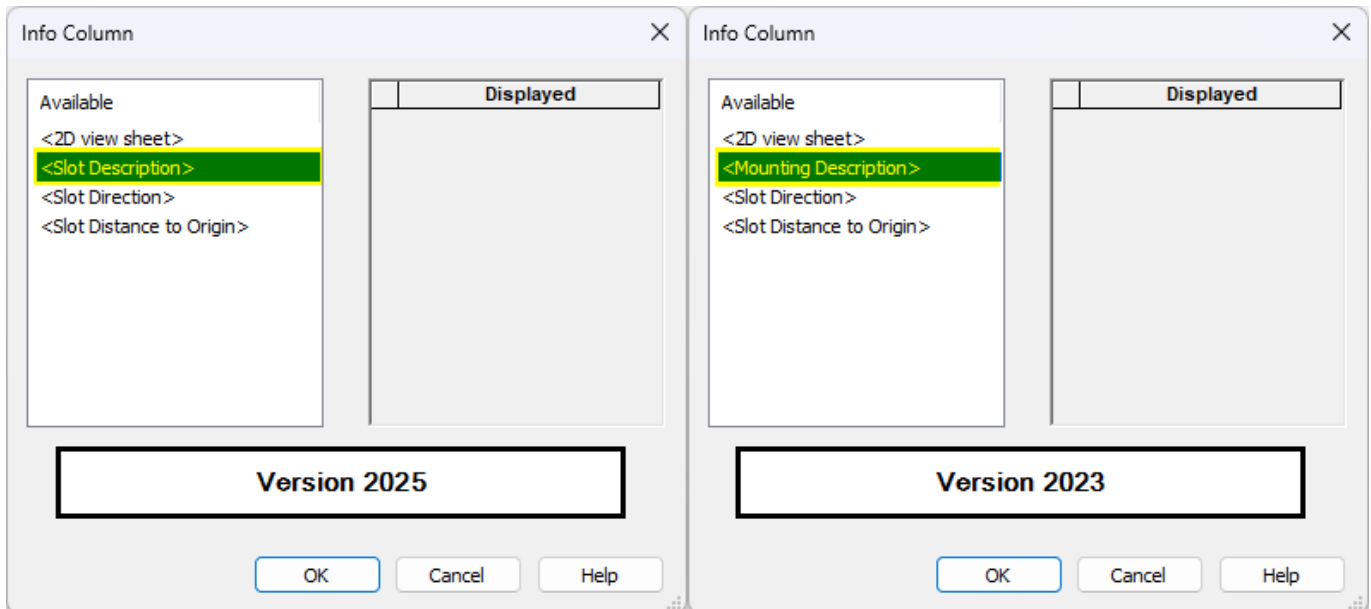 Info Column
Available
<2D view sheet>
<Slot Description>
<Slot Direction>
<Slot Distance to Origin>
Displayed
Version 2025
OK Cancel Help
Info Column
Available
<2D view sheet>
<Mounting Description>
<Slot Direction>
<Slot Distance to Origin>
Displayed
Version 2023
OK Cancel Help